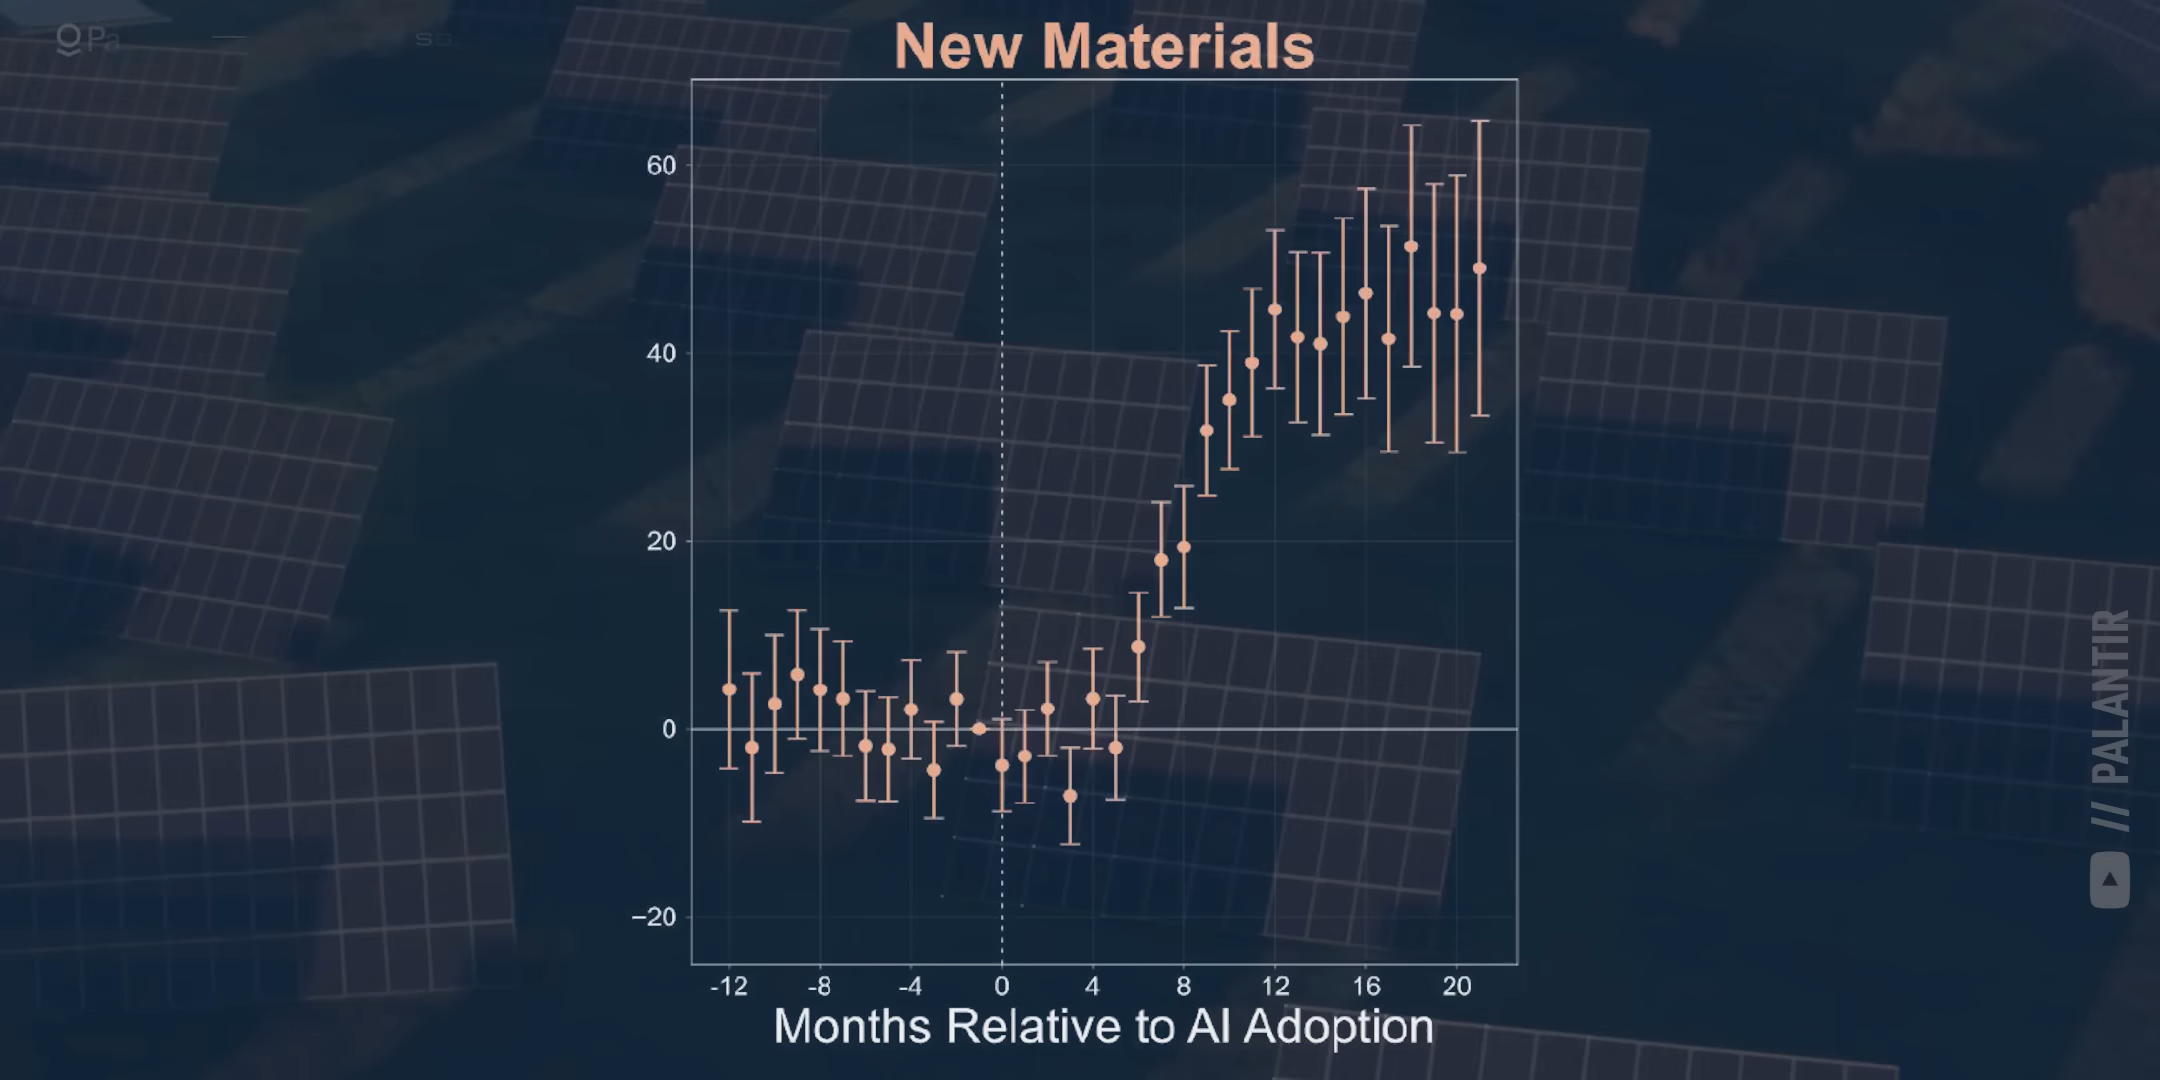 New Materials
60
40
20
0
−20
-12 -8 -4 0 4 8 12 16 20
Months Relative to AI Adoption
// PALANTIR
Pa